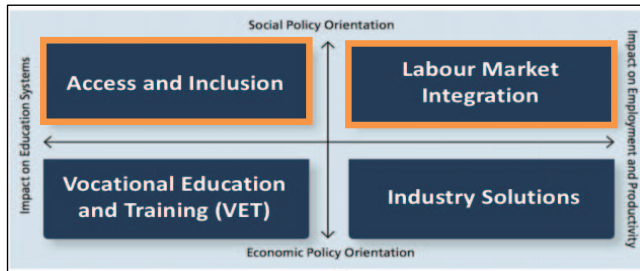 Social Policy Orientation
Impact on Education Systems
Access and Inclusion
Labour Market
Integration
Impact on Employment and Productivity
Vocational Education
and Training (VET)
Industry Solutions
Economic Policy Orientation